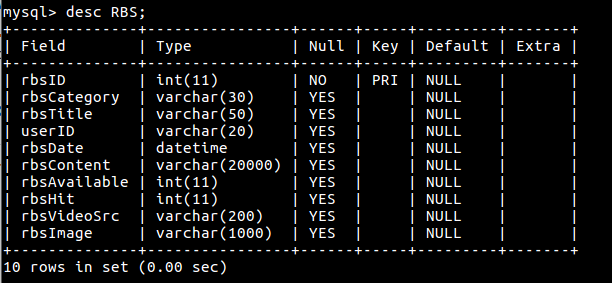 mysql> desc RBS;
+--------------+----------------+------+-----+---------+-------+
| Field        | Type           | Null | Key | Default | Extra |
+--------------+----------------+------+-----+---------+-------+
| rbsID        | int(11)        | NO   | PRI | NULL    |       |
| rbsCategory  | varchar(30)    | YES  |     | NULL    |       |
| rbsTitle     | varchar(50)    | YES  |     | NULL    |       |
| userID       | varchar(20)    | YES  |     | NULL    |       |
| rbsDate      | datetime       | YES  |     | NULL    |       |
| rbsContent   | varchar(20000) | YES  |     | NULL    |       |
| rbsAvailable | int(11)        | YES  |     | NULL    |       |
| rbsHit       | int(11)        | YES  |     | NULL    |       |
| rbsVideoSrc  | varchar(200)   | YES  |     | NULL    |       |
| rbsImage     | varchar(1000)  | YES  |     | NULL    |       |
+--------------+----------------+------+-----+---------+-------+
10 rows in set (0.00 sec)